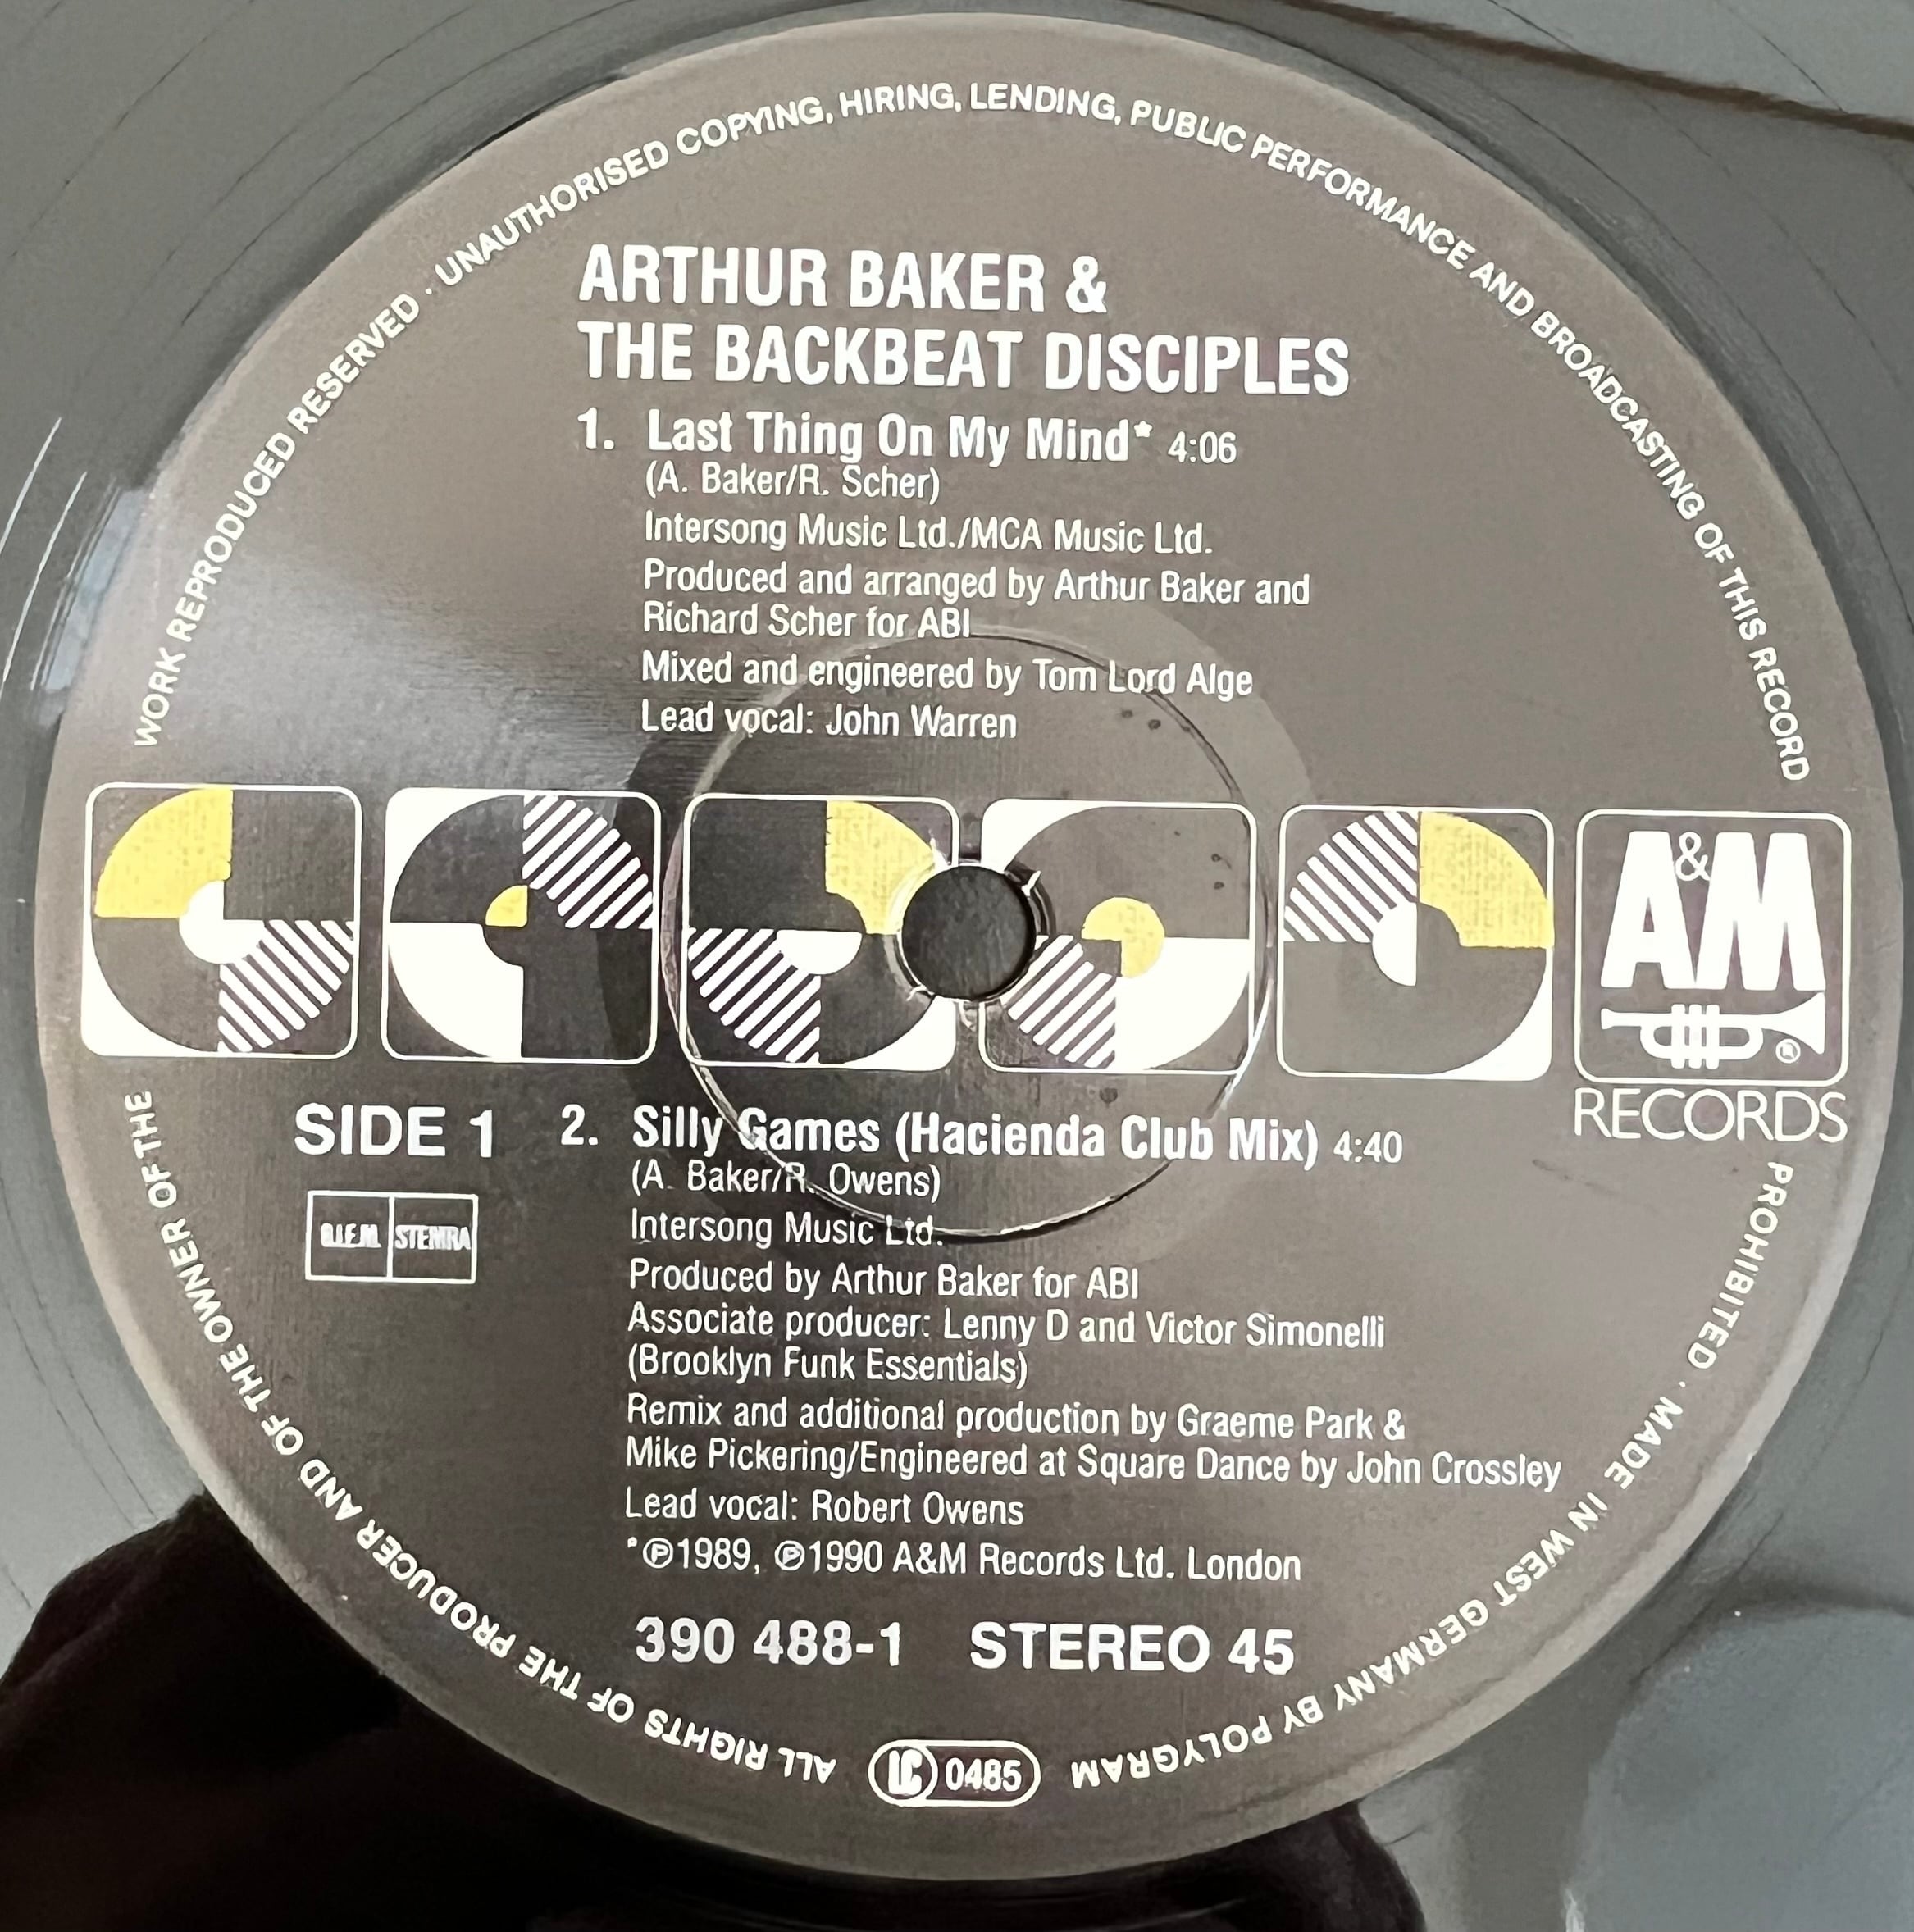 WORK REPRODUCED RESERVED · UNAUTHORISED COPYING, HIRING, LENDING, PUBLIC PERFORMANCE AND BROADCASTING OF THIS RECORD
ARTHUR BAKER &
THE BACKBEAT DISCIPLES
1. Last Thing On My Mind* 4:06
(A. Baker/R. Scher)
Intersong Music Ltd./MCA Music Ltd.
Produced and arranged by Arthur Baker and
Richard Scher for ABI
Mixed and engineered by Tom Lord Alge
Lead vocal: John Warren
A&M
®
RECORDS
SIDE 1
B.I.E.M. STEMRA
2. Silly Games (Hacienda Club Mix) 4:40
(A. Baker/R. Owens)
Intersong Music Ltd.
Produced by Arthur Baker for ABI
Associate producer: Lenny D and Victor Simonelli
(Brooklyn Funk Essentials)
Remix and additional production by Graeme Park &
Mike Pickering/Engineered at Square Dance by John Crossley
Lead vocal: Robert Owens
*℗1989, ℗1990 A&M Records Ltd. London
390 488-1 STEREO 45
PROHIBITED · MADE IN WEST GERMANY BY POLYGRAM
LC 0485
ALL RIGHTS OF THE PRODUCER AND OF THE OWNER OF THE